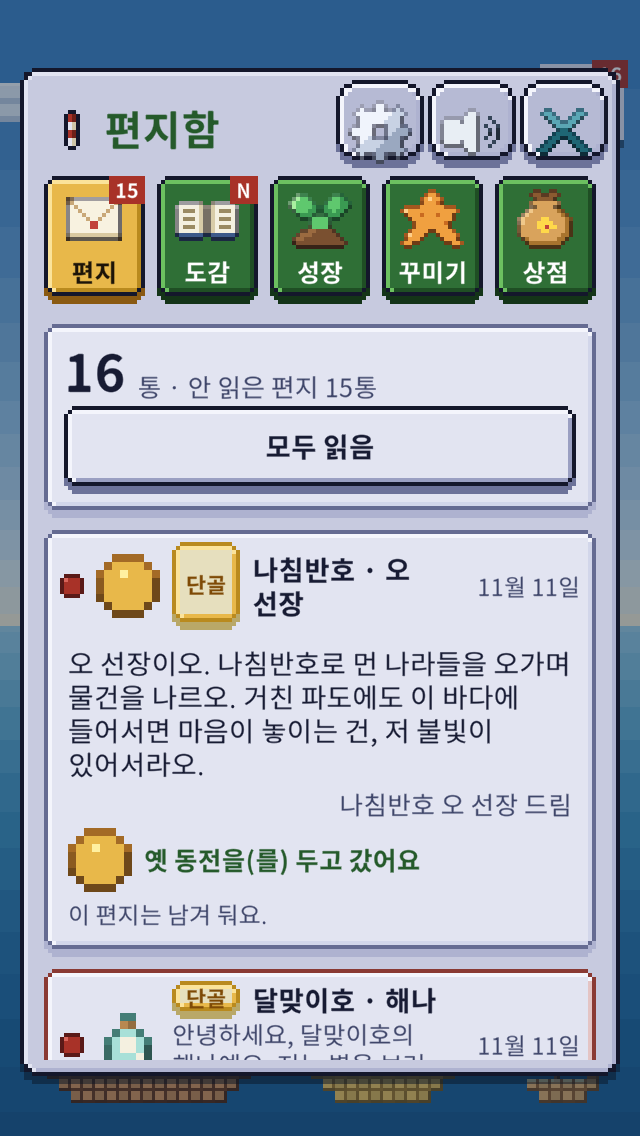 편지함
15
편지
N
도감
성장
꾸미기
상점
16 통 · 안 읽은 편지 15통
모두 읽음
단골
나침반호 · 오
선장
11월 11일
오 선장이오. 나침반호로 먼 나라들을 오가며
물건을 나르오. 거친 파도에도 이 바다에
들어서면 마음이 놓이는 건, 저 불빛이
있어서라오.
나침반호 오 선장 드림
옛 동전을(를) 두고 갔어요
이 편지는 남겨 둬요.
단골
달맞이호 · 해나
안녕하세요, 달맞이호의
11월 11일